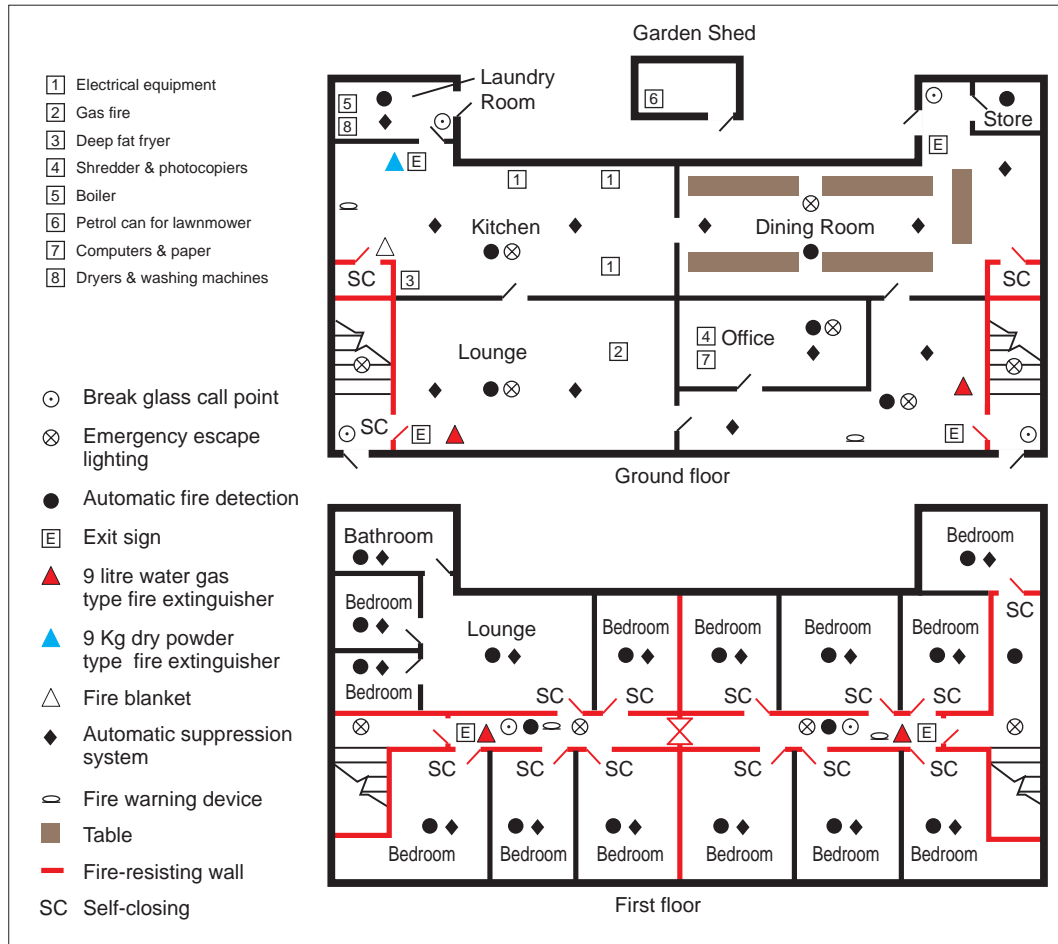 1 Electrical equipment
2 Gas fire
3 Deep fat fryer
4 Shredder & photocopiers
5 Boiler
6 Petrol can for lawnmower
7 Computers & paper
8 Dryers & washing machines
Break glass call point
Emergency escape
lighting
Automatic fire detection
E Exit sign
9 litre water gas
type fire extinguisher
9 Kg dry powder
type fire extinguisher
Fire blanket
Automatic suppression
system
Fire warning device
Table
Fire-resisting wall
SC Self-closing
Garden Shed
6
Laundry
Room
5
8
Store
E
E
1
1
Kitchen
Dining Room
1
SC
3
SC
Lounge
2
4
Office
7
SC
E
E
Ground floor
Bathroom
Bedroom
Bedroom
SC
Lounge
Bedroom
Bedroom
Bedroom
Bedroom
Bedroom
SC
SC
SC
SC
SC
E
E
SC
SC
SC
SC
SC
SC
Bedroom
Bedroom
Bedroom
Bedroom
Bedroom
Bedroom
First floor